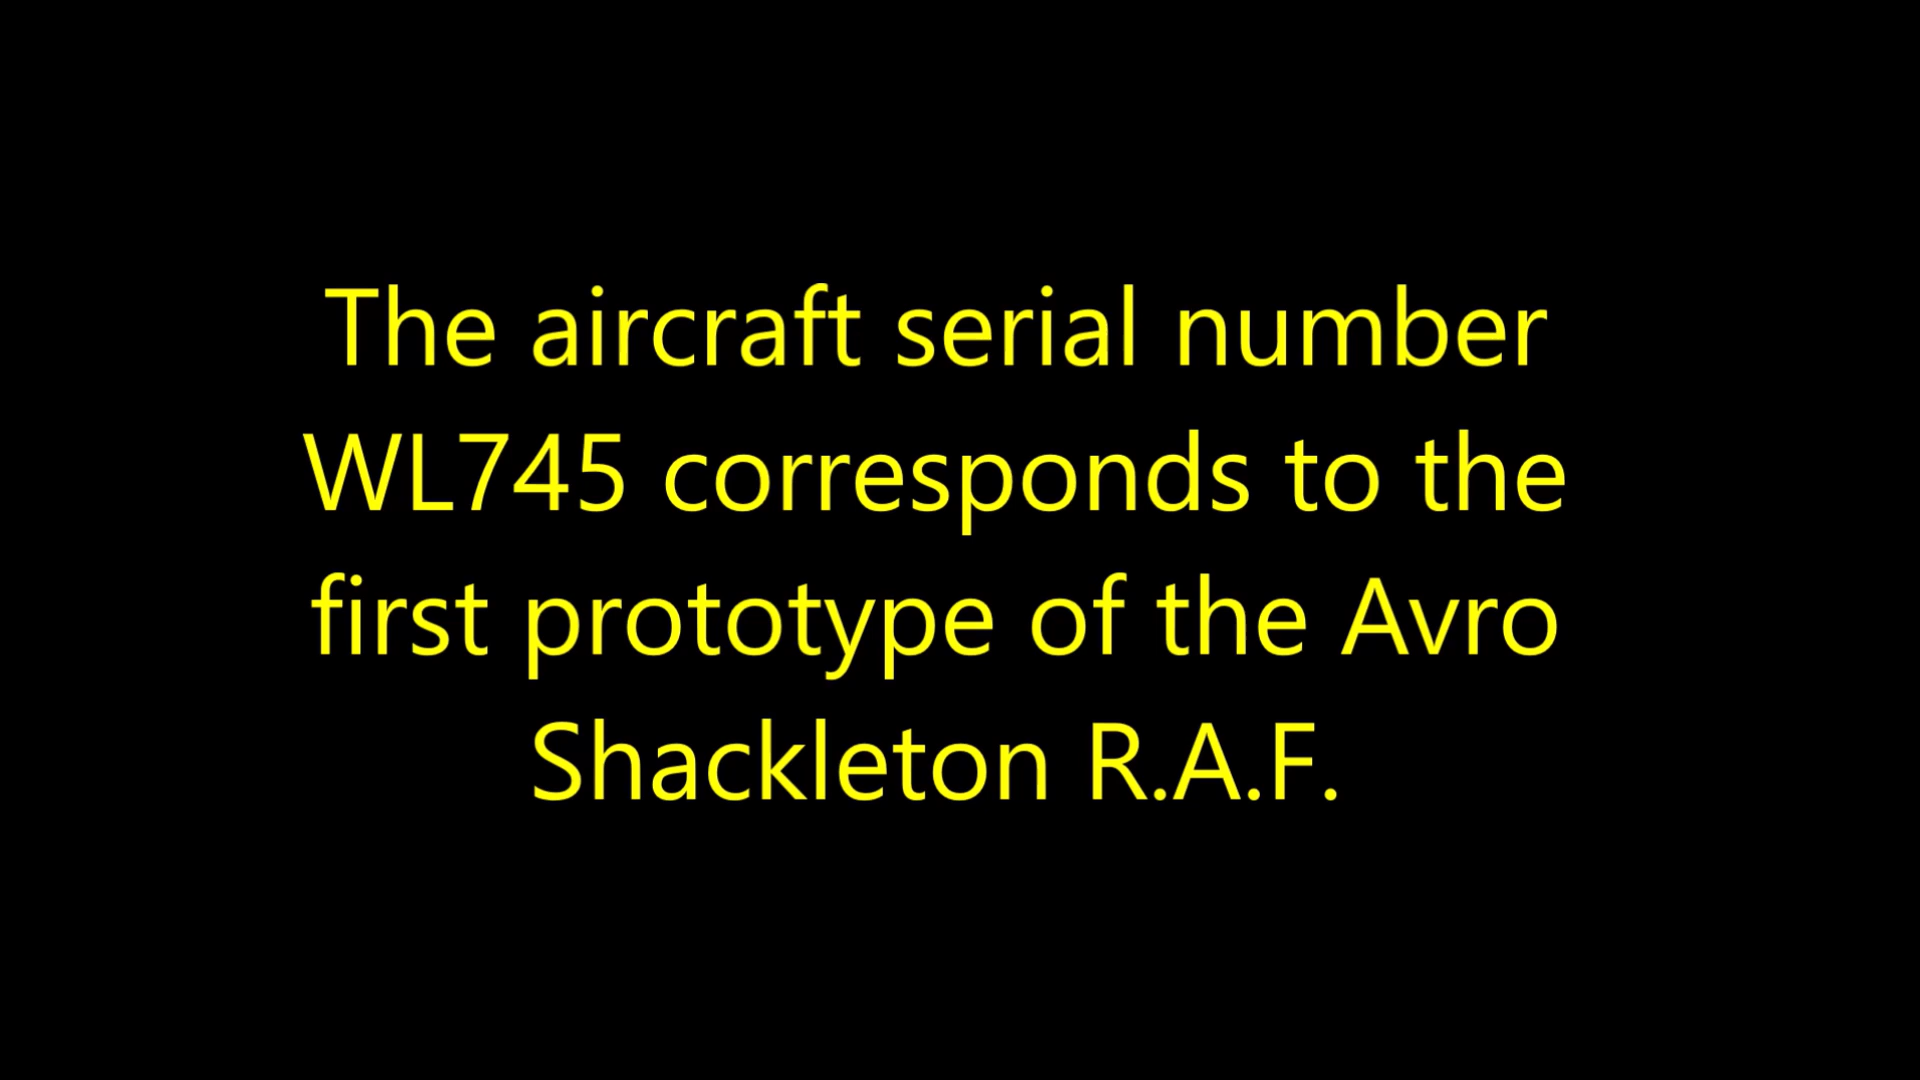 The aircraft serial number
WL745 corresponds to the
first prototype of the Avro
Shackleton R.A.F.